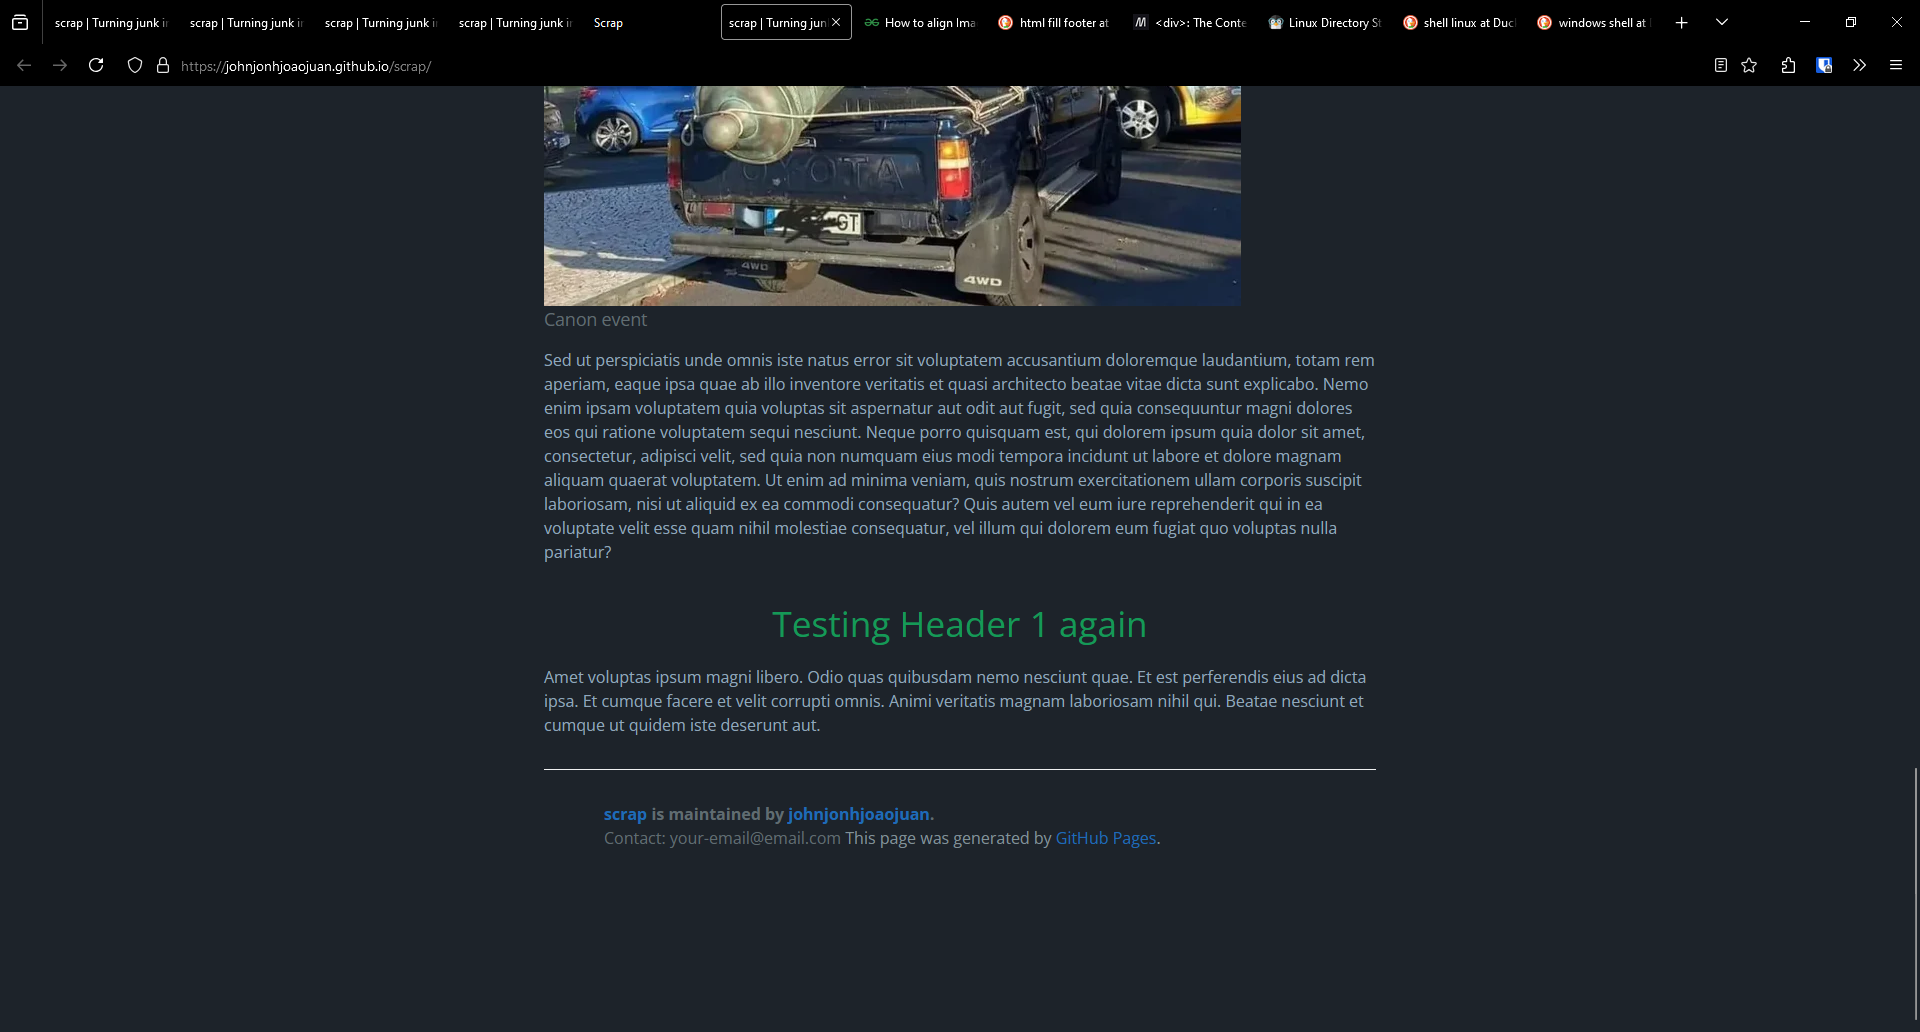 scrap | Turning junk i
scrap | Turning junk i
scrap | Turning junk i
scrap | Turning junk i
Scrap
scrap | Turning jun
How to align Ima
html fill footer at
<div>: The Conte
Linux Directory St
shell linux at Duc
windows shell at
https://johnjonhjoaojuan.github.io/scrap/
TOYOTA
GT
4WD
4WD
Canon event
Sed ut perspiciatis unde omnis iste natus error sit voluptatem accusantium doloremque laudantium, totam rem
aperiam, eaque ipsa quae ab illo inventore veritatis et quasi architecto beatae vitae dicta sunt explicabo. Nemo
enim ipsam voluptatem quia voluptas sit aspernatur aut odit aut fugit, sed quia consequuntur magni dolores
eos qui ratione voluptatem sequi nesciunt. Neque porro quisquam est, qui dolorem ipsum quia dolor sit amet,
consectetur, adipisci velit, sed quia non numquam eius modi tempora incidunt ut labore et dolore magnam
aliquam quaerat voluptatem. Ut enim ad minima veniam, quis nostrum exercitationem ullam corporis suscipit
laboriosam, nisi ut aliquid ex ea commodi consequatur? Quis autem vel eum iure reprehenderit qui in ea
voluptate velit esse quam nihil molestiae consequatur, vel illum qui dolorem eum fugiat quo voluptas nulla
pariatur?
Testing Header 1 again
Amet voluptas ipsum magni libero. Odio quas quibusdam nemo nesciunt quae. Et est perferendis eius ad dicta
ipsa. Et cumque facere et velit corrupti omnis. Animi veritatis magnam laboriosam nihil qui. Beatae nesciunt et
cumque ut quidem iste deserunt aut.
scrap is maintained by johnjonhjoaojuan.
Contact: your-email@email.com This page was generated by GitHub Pages.